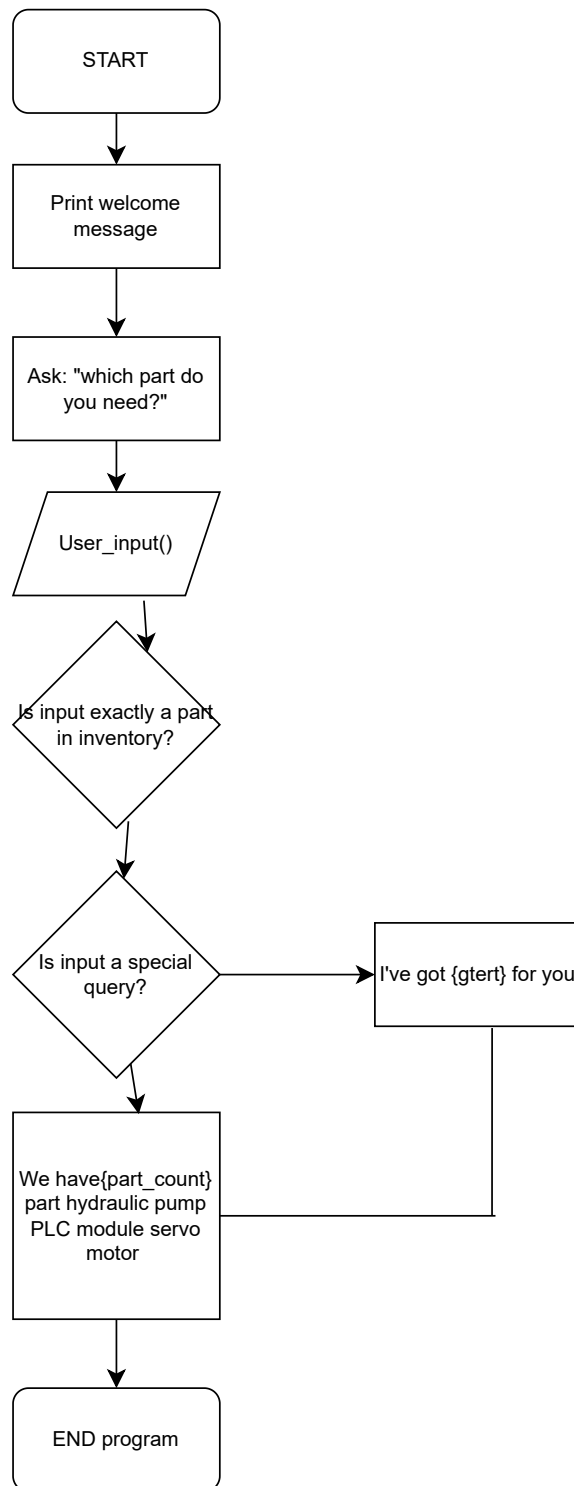 START
Print welcome
message
Ask: "which part do
you need?"
User_input()
Is input exactly a part
in inventory?
Is input a special
query?
I've got {gtert} for you
We have{part_count}
part hydraulic pump
PLC module servo
motor
END program